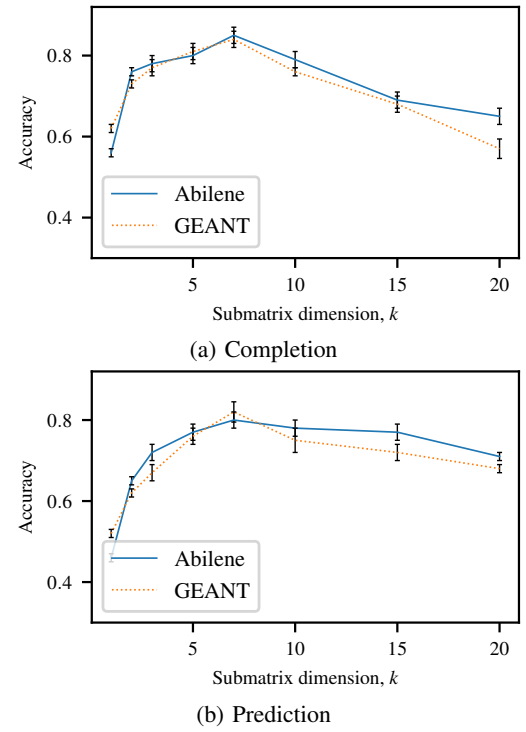 0.8
0.6
0.4
Accuracy
Abilene
GEANT
5 10 15 20
Submatrix dimension, k
(a) Completion
0.8
0.6
0.4
Accuracy
Abilene
GEANT
5 10 15 20
Submatrix dimension, k
(b) Prediction